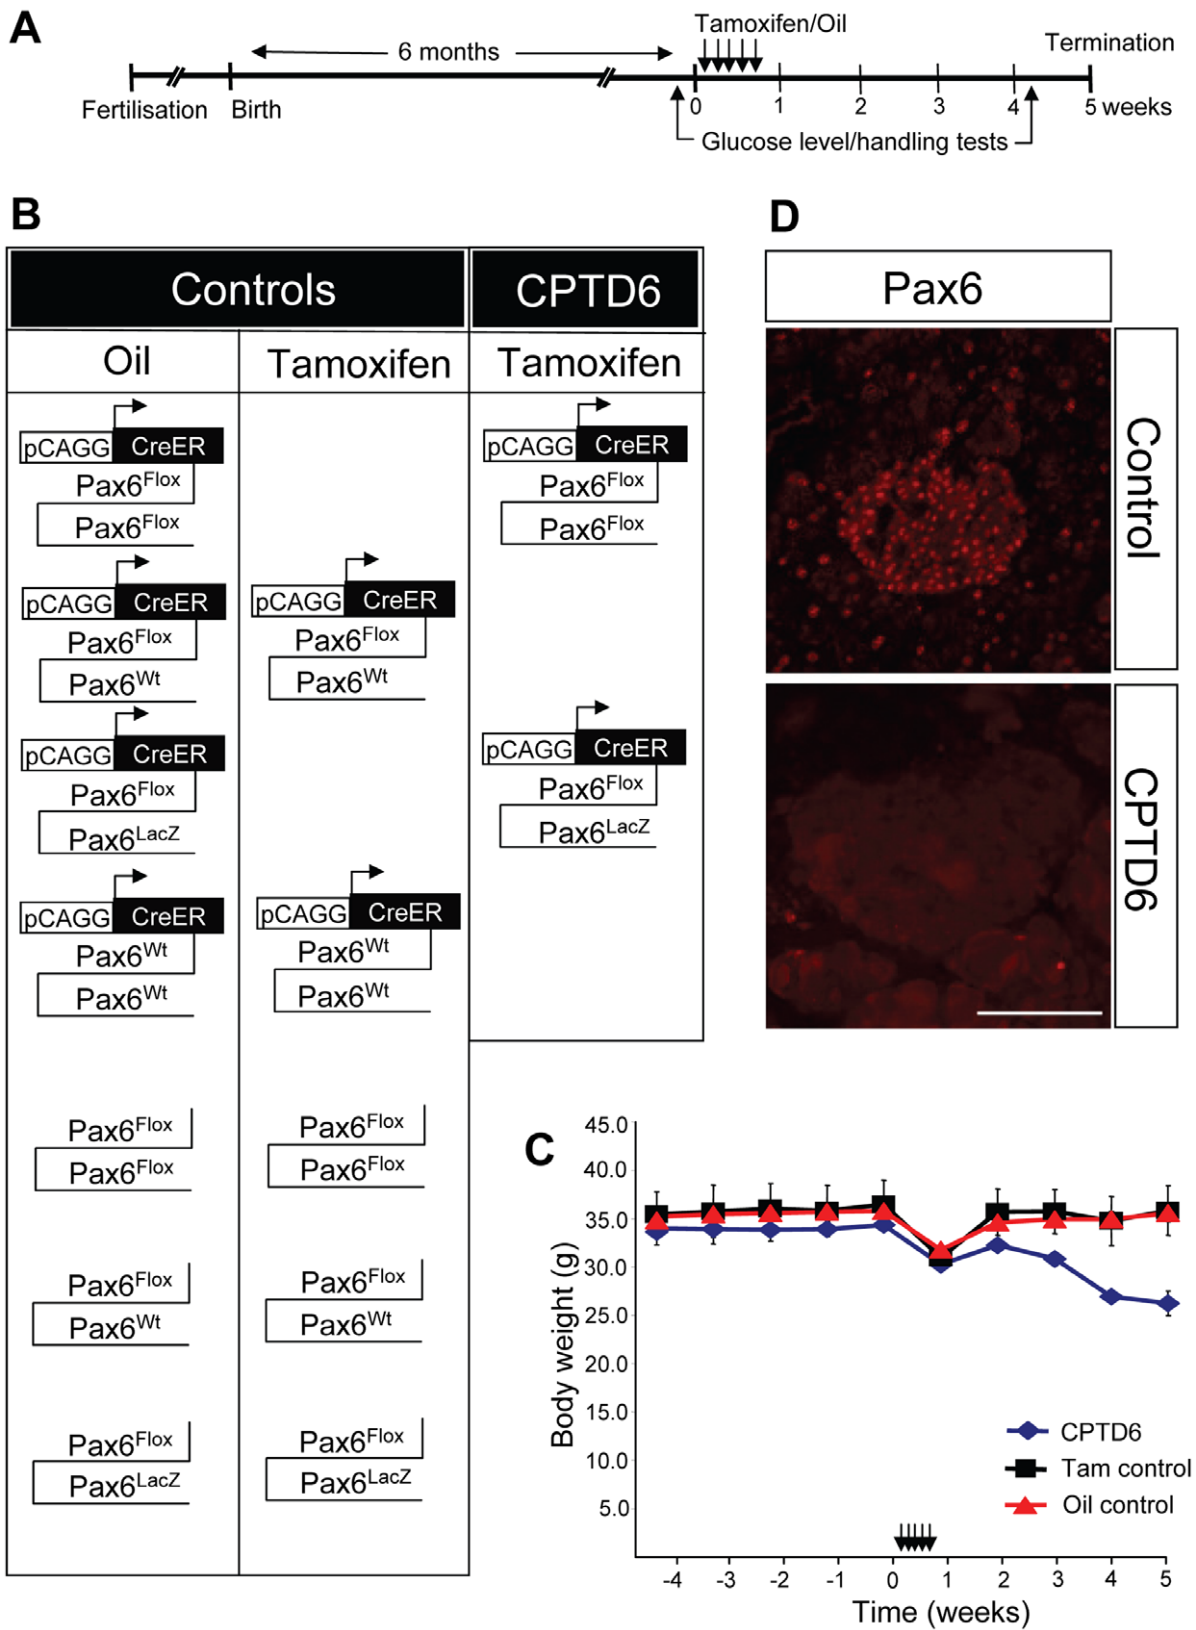 A
Tamoxifen/Oil
Termination
6 months
Fertilisation
Birth
0 1 2 3 4 5 weeks
Glucose level/handling tests
B
Controls
CPTD6
Oil
Tamoxifen
Tamoxifen
pCAGG CreER
Pax6Flox
Pax6Flox
pCAGG CreER
Pax6Wt
Pax6Flox
pCAGG CreER
Pax6Flox
Pax6LacZ
pCAGG CreER
Pax6Wt
Pax6Wt
Pax6Flox
Pax6Flox
Pax6Flox
Pax6Wt
Pax6Flox
Pax6LacZ
pCAGG CreER
Pax6Flox
Pax6Wt
pCAGG CreER
Pax6Wt
Pax6Wt
Pax6Flox
Pax6Flox
Pax6Flox
Pax6Wt
Pax6Flox
Pax6LacZ
pCAGG CreER
Pax6Flox
Pax6Flox
pCAGG CreER
Pax6Flox
Pax6LacZ
D
Pax6
Control
CPTD6
C
Body weight (g)
45.0
40.0
35.0
30.0
25.0
20.0
15.0
10.0
5.0
CPTD6
Tam control
Oil control
-4 -3 -2 -1 0 1 2 3 4 5
Time (weeks)